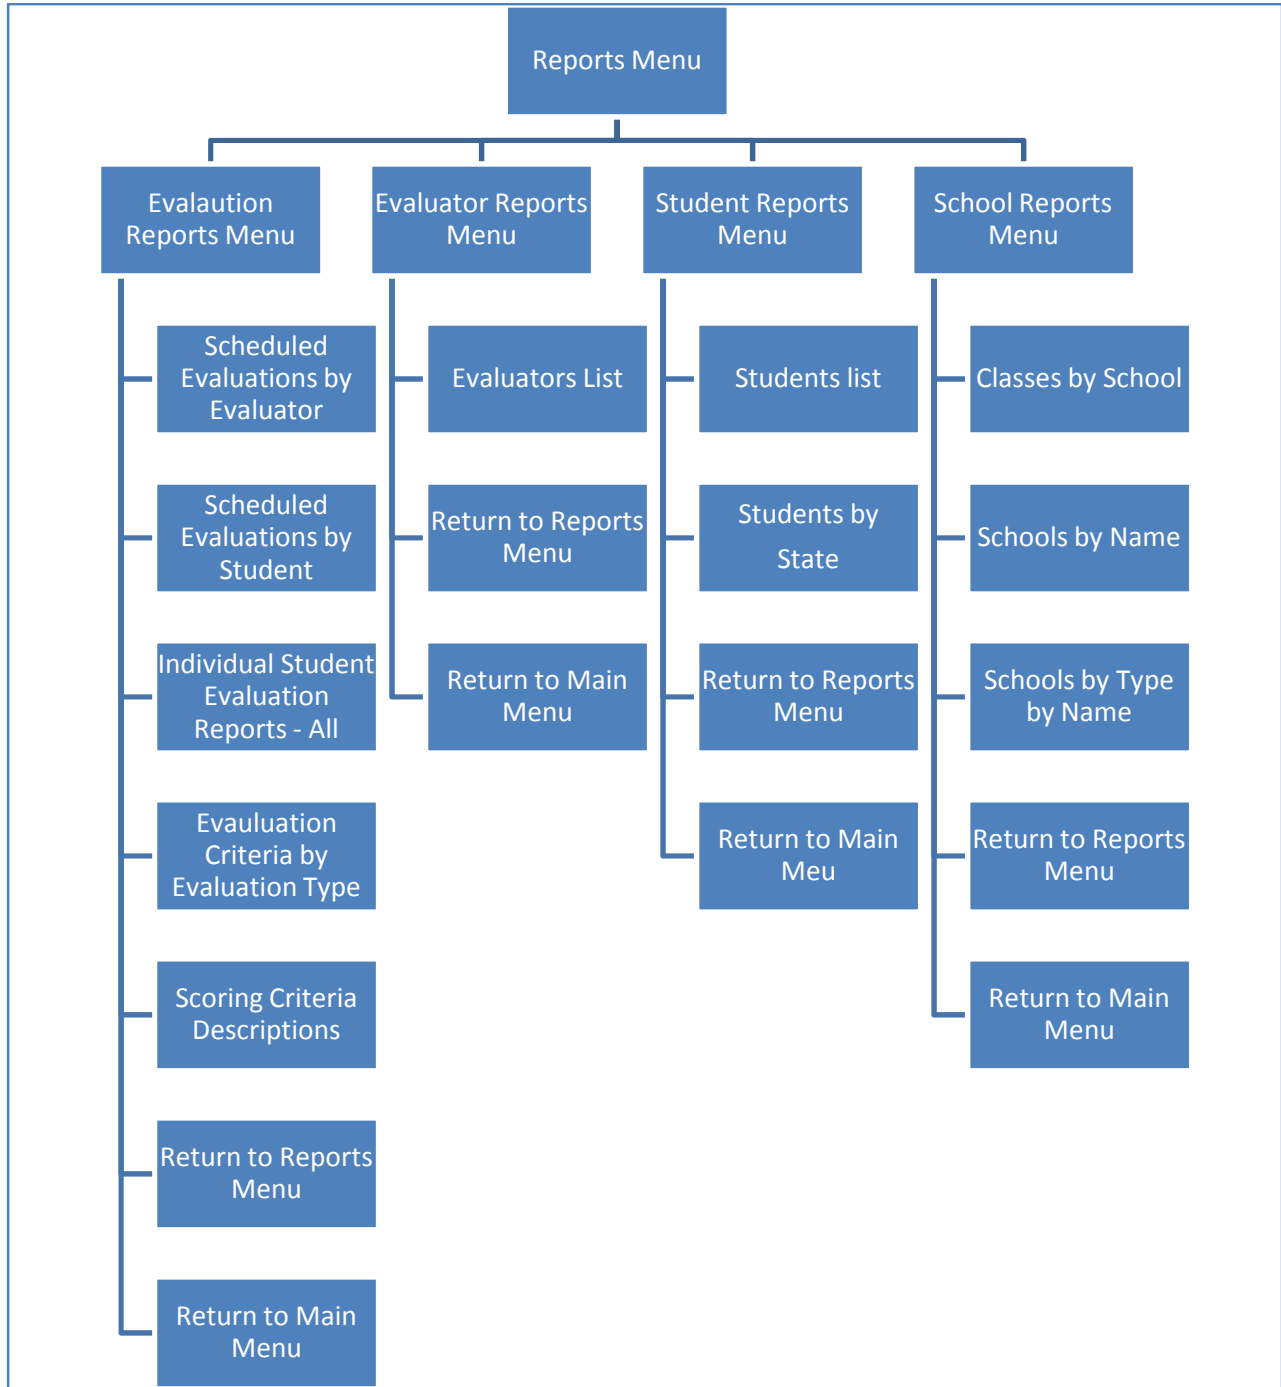 Reports Menu
Evalaution
Reports Menu
Scheduled
Evaluations by
Evaluator
Scheduled
Evaluations by
Student
Individual Student
Evaluation
Reports - All
Evauluation
Criteria by
Evaluation Type
Scoring Criteria
Descriptions
Return to Reports
Menu
Return to Main
Menu
Evaluator Reports
Menu
Evaluators List
Return to Reports
Menu
Return to Main
Menu
Student Reports
Menu
Students list
Students by
State
Return to Reports
Menu
Return to Main
Meu
School Reports
Menu
Classes by School
Schools by Name
Schools by Type
by Name
Return to Reports
Menu
Return to Main
Menu